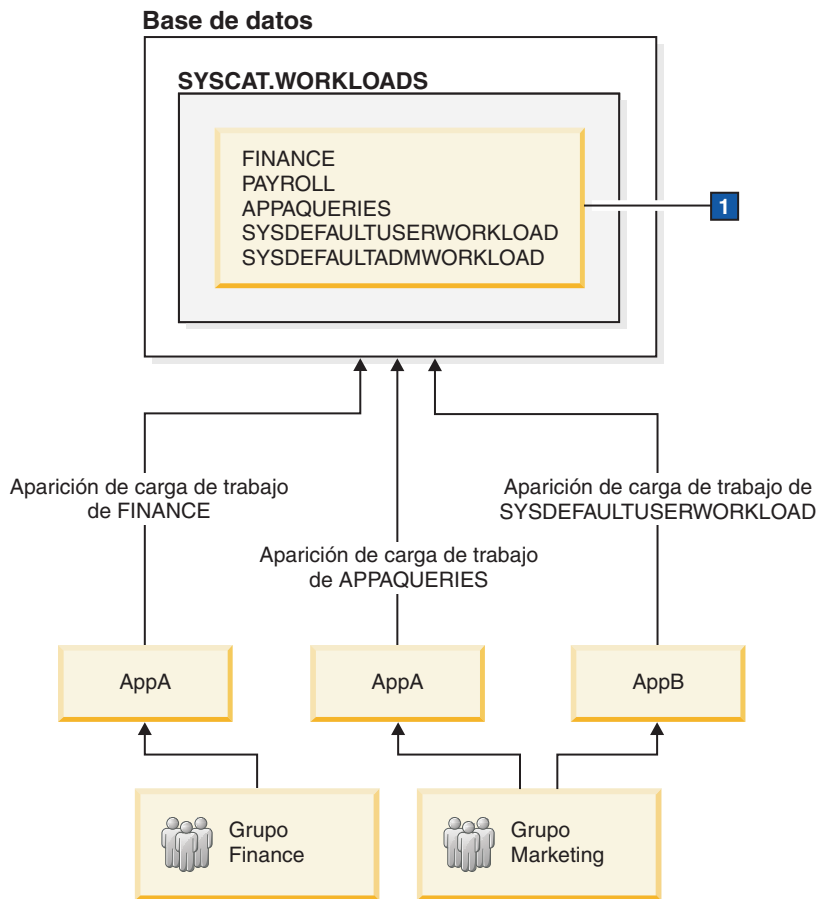 Base de datos
SYSCAT.WORKLOADS
FINANCE
PAYROLL
APPAQUERIES
SYSDEFAULTUSERWORKLOAD
SYSDEFAULTADMWORKLOAD
1
Aparición de carga de trabajo
de FINANCE
Aparición de carga de trabajo de
SYSDEFAULTUSERWORKLOAD
Aparición de carga de trabajo
de APPAQUERIES
AppA
AppA
AppB
Grupo
Finance
Grupo
Marketing